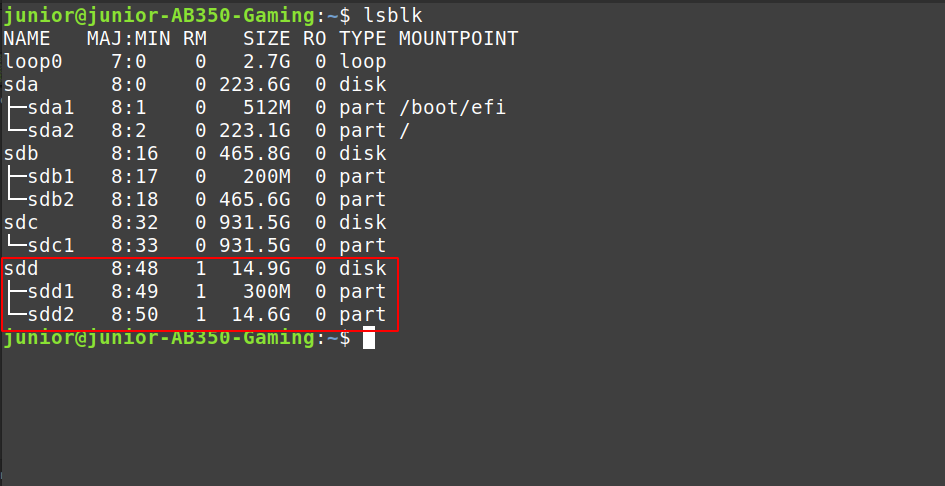 junior@junior-AB350-Gaming:~$ lsblk
NAME   MAJ:MIN RM   SIZE RO TYPE MOUNTPOINT
loop0    7:0    0   2.7G  0 loop
sda      8:0    0 223.6G  0 disk
├─sda1   8:1    0   512M  0 part /boot/efi
└─sda2   8:2    0 223.1G  0 part /
sdb      8:16   0 465.8G  0 disk
├─sdb1   8:17   0   200M  0 part
└─sdb2   8:18   0 465.6G  0 part
sdc      8:32   0 931.5G  0 disk
└─sdc1   8:33   0 931.5G  0 part
sdd      8:48   1  14.9G  0 disk
├─sdd1   8:49   1   300M  0 part
└─sdd2   8:50   1  14.6G  0 part
junior@junior-AB350-Gaming:~$